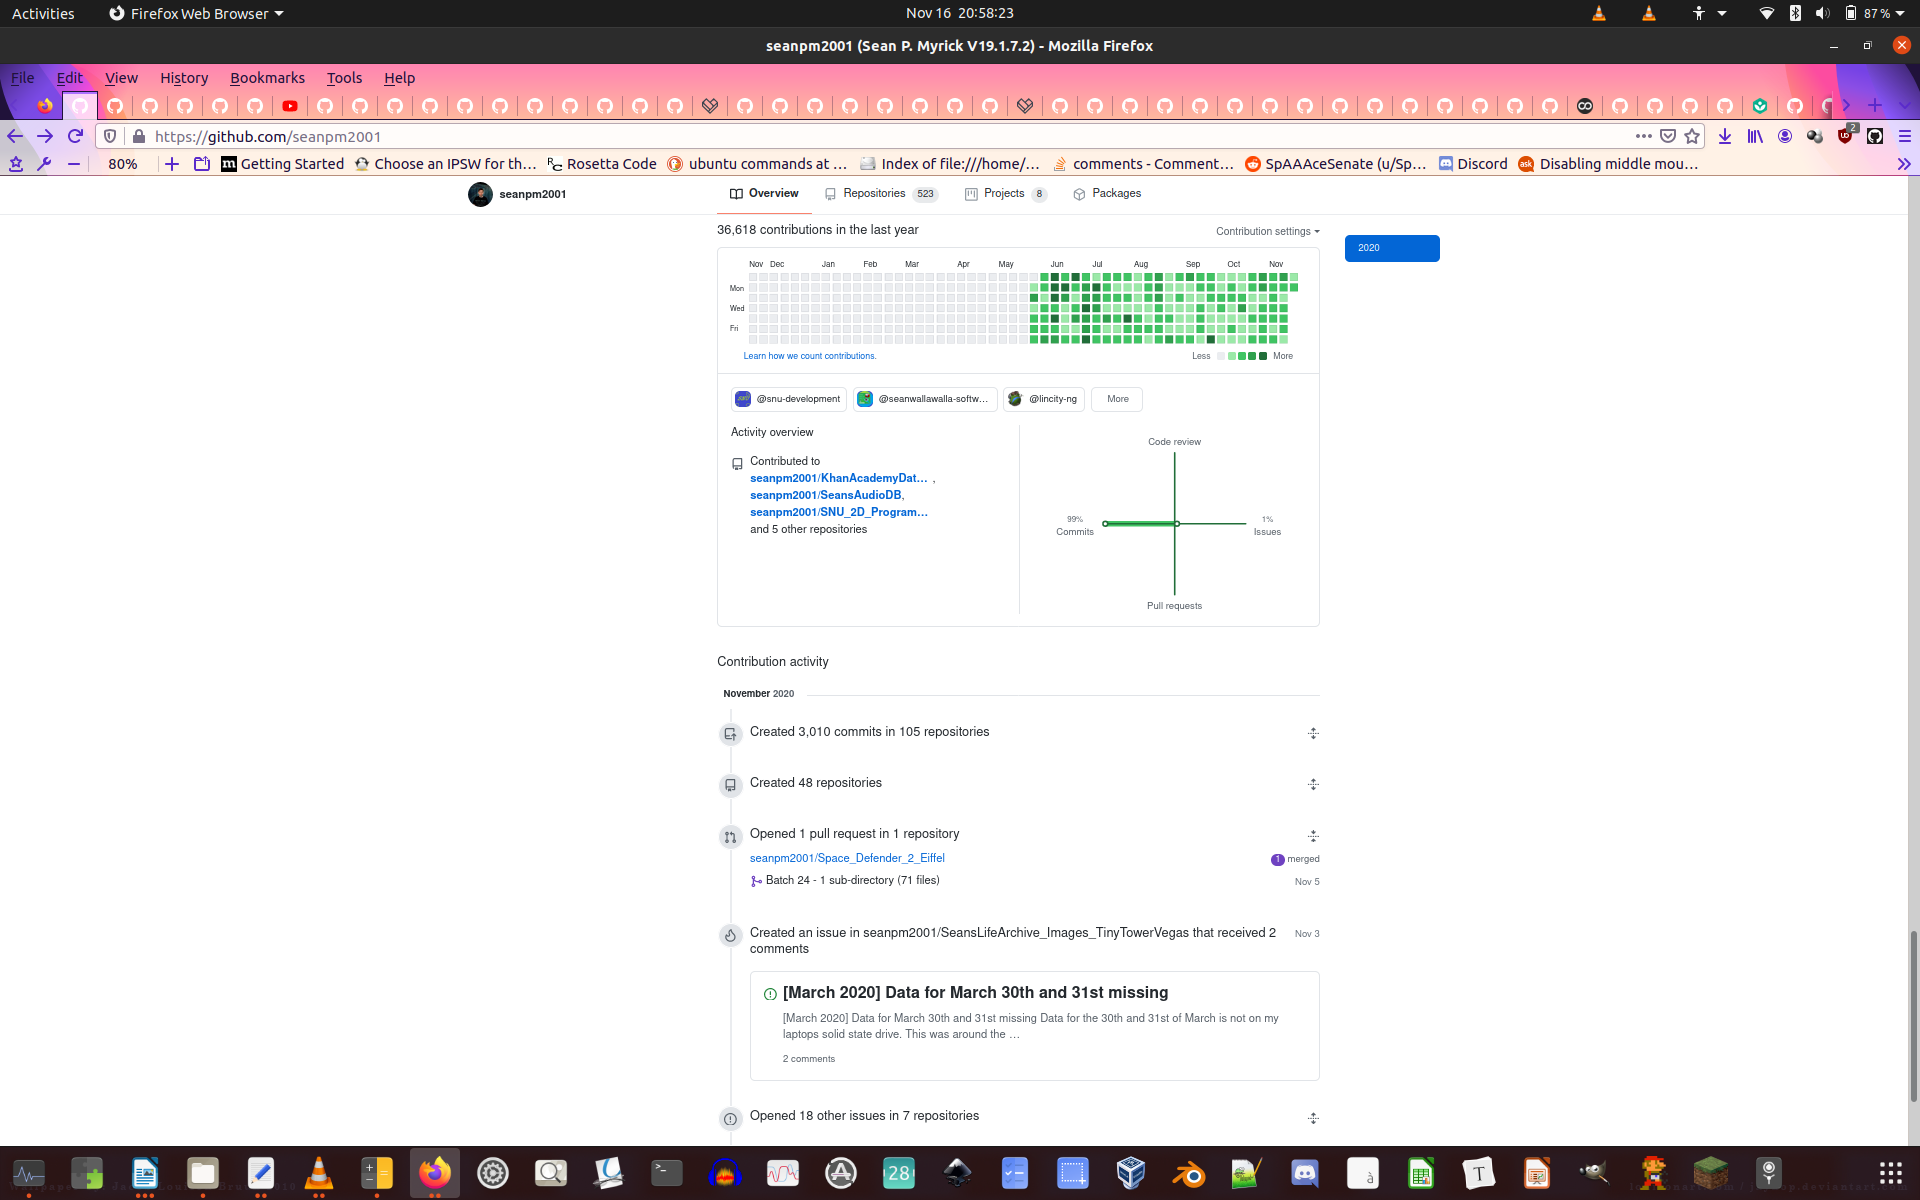 Activities
Firefox Web Browser
Nov 16 20:58:23
87 %
seanpm2001 (Sean P. Myrick V19.1.7.2) - Mozilla Firefox
File Edit View History Bookmarks Tools Help
https://github.com/seanpm2001
2
80%
Getting Started
Choose an IPSW for th…
Rosetta Code
ubuntu commands at …
Index of file:///home/…
comments - Comment…
SpAAAceSenate (u/Sp…
Discord
Disabling middle mou…
seanpm2001
Overview
Repositories 523
Projects 8
Packages
36,618 contributions in the last year
Contribution settings
2020
Nov Dec Jan Feb Mar Apr May Jun Jul Aug Sep Oct Nov
Mon
Wed
Fri
Learn how we count contributions.
Less More
@snu-development
@seanwallawalla-softw…
@lincity-ng
More
Activity overview
Contributed to
seanpm2001/KhanAcademyDat… ,
seanpm2001/SeansAudioDB,
seanpm2001/SNU_2D_Program…
and 5 other repositories
Code review
99%
Commits
1%
Issues
Pull requests
Contribution activity
November 2020
Created 3,010 commits in 105 repositories
Created 48 repositories
Opened 1 pull request in 1 repository
seanpm2001/Space_Defender_2_Eiffel
1 merged
Batch 24 - 1 sub-directory (71 files)
Nov 5
Created an issue in seanpm2001/SeansLifeArchive_Images_TinyTowerVegas that received 2
comments
Nov 3
[March 2020] Data for March 30th and 31st missing
[March 2020] Data for March 30th and 31st missing Data for the 30th and 31st of March is not on my
laptops solid state drive. This was around the …
2 comments
Opened 18 other issues in 7 repositories
28